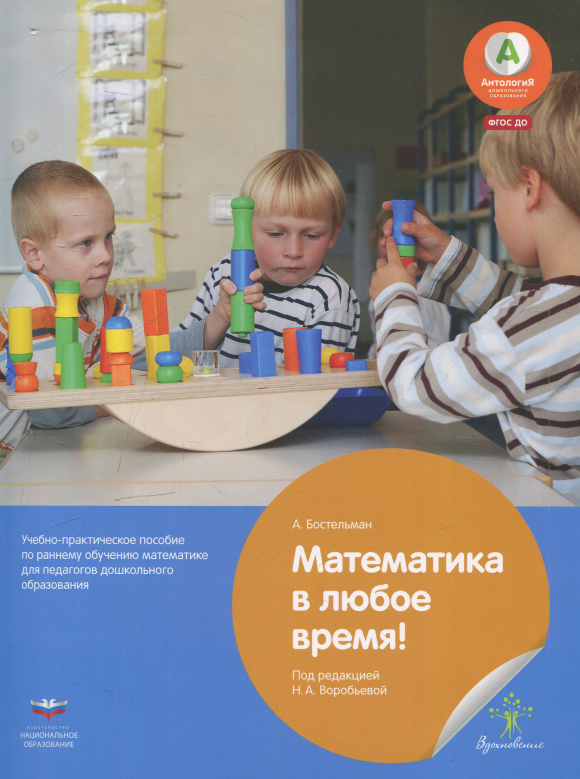 А
АнтологиЯ
ДОШКОЛЬНОГО
ОБРАЗОВАНИЯ
ФГОС ДО
Учебно-практическое пособие
по раннему обучению математике
для педагогов дошкольного
образования
А. Бостельман
Математика
в любое
время!
Под редакцией
Н. А. Воробьевой
ИЗДАТЕЛЬСТВО
НАЦИОНАЛЬНОЕ
ОБРАЗОВАНИЕ
Вдохновение